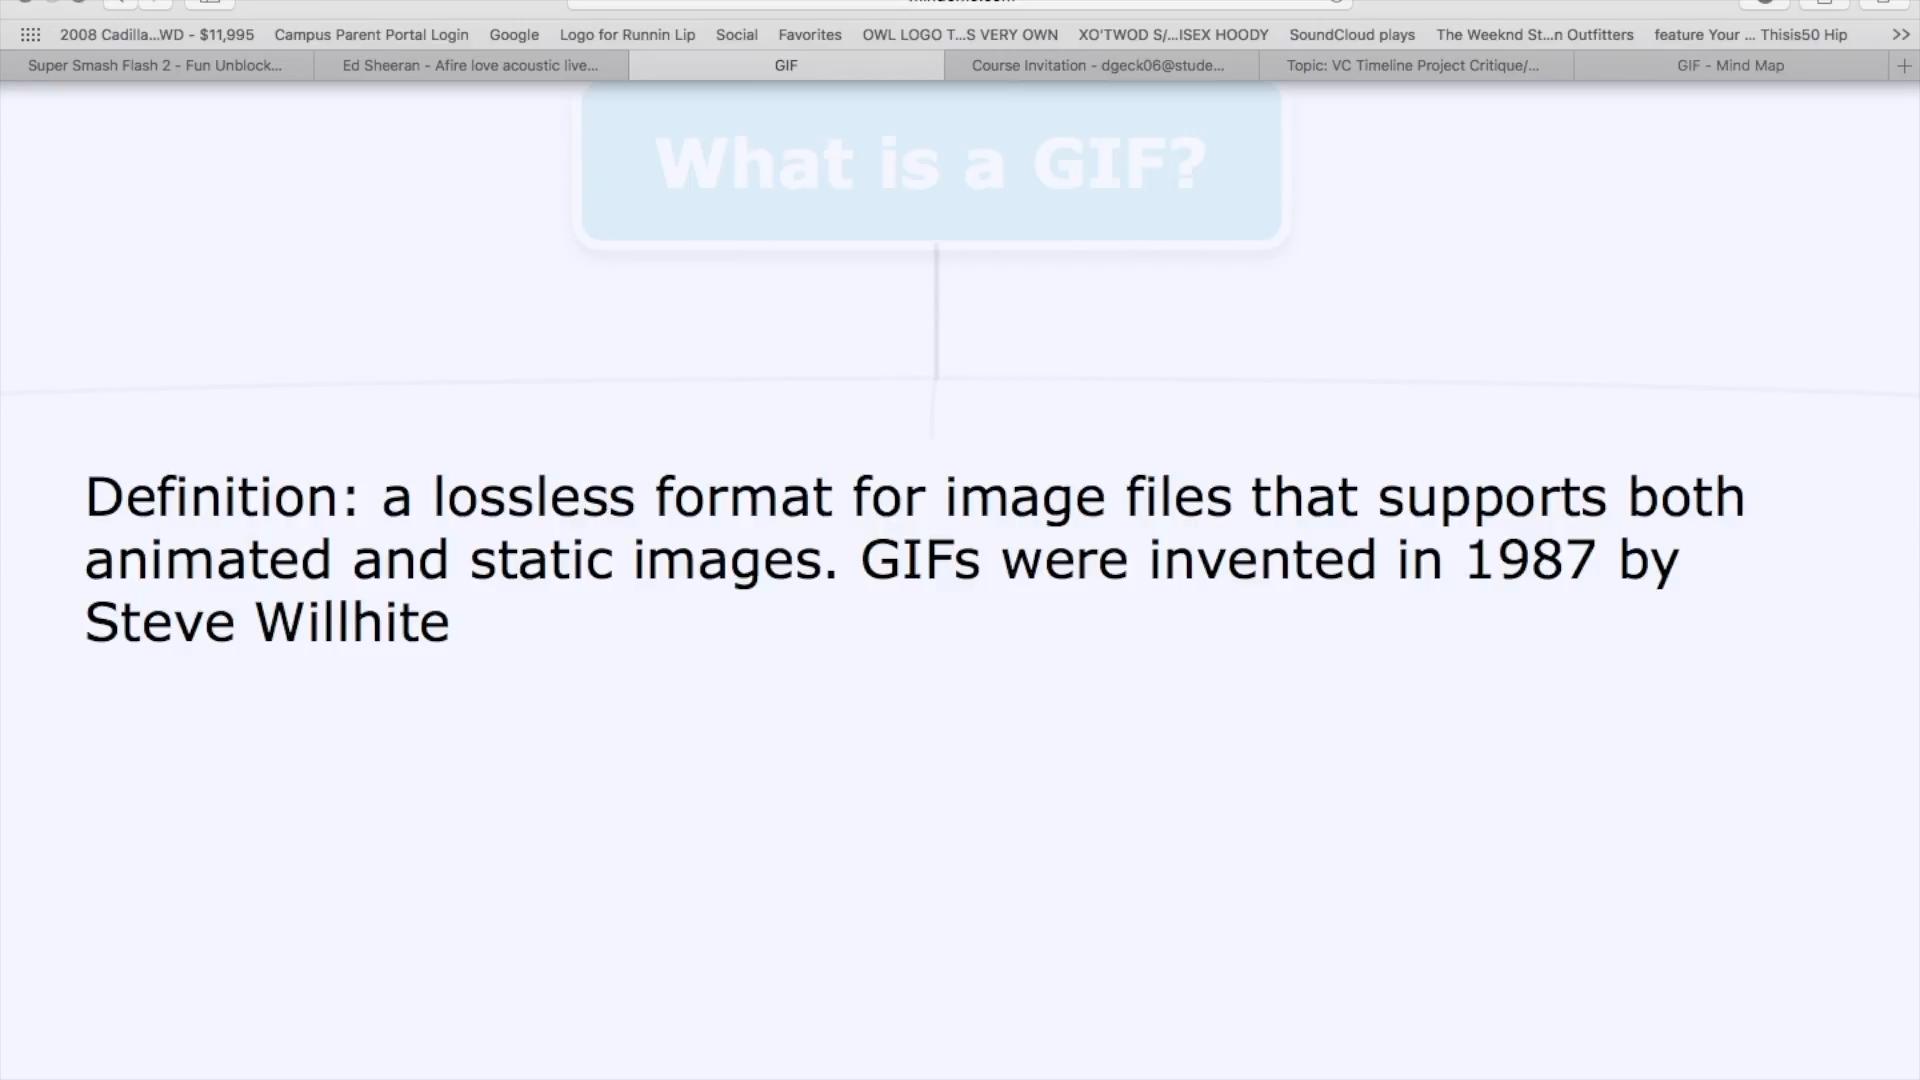 2008 Cadilla...WD - $11,995 Campus Parent Portal Login Google Logo for Runnin Lip Social Favorites OWL LOGO T...S VERY OWN XO'TWOD S/...ISEX HOODY SoundCloud plays The Weeknd St...n Outfitters feature Your ... Thisis50 Hip >>
Super Smash Flash 2 - Fun Unblock... Ed Sheeran - Afire love acoustic live... GIF Course Invitation - dgeck06@stude... Topic: VC Timeline Project Critique/... GIF - Mind Map +
What is a GIF?
Definition: a lossless format for image files that supports both
animated and static images. GIFs were invented in 1987 by
Steve Willhite